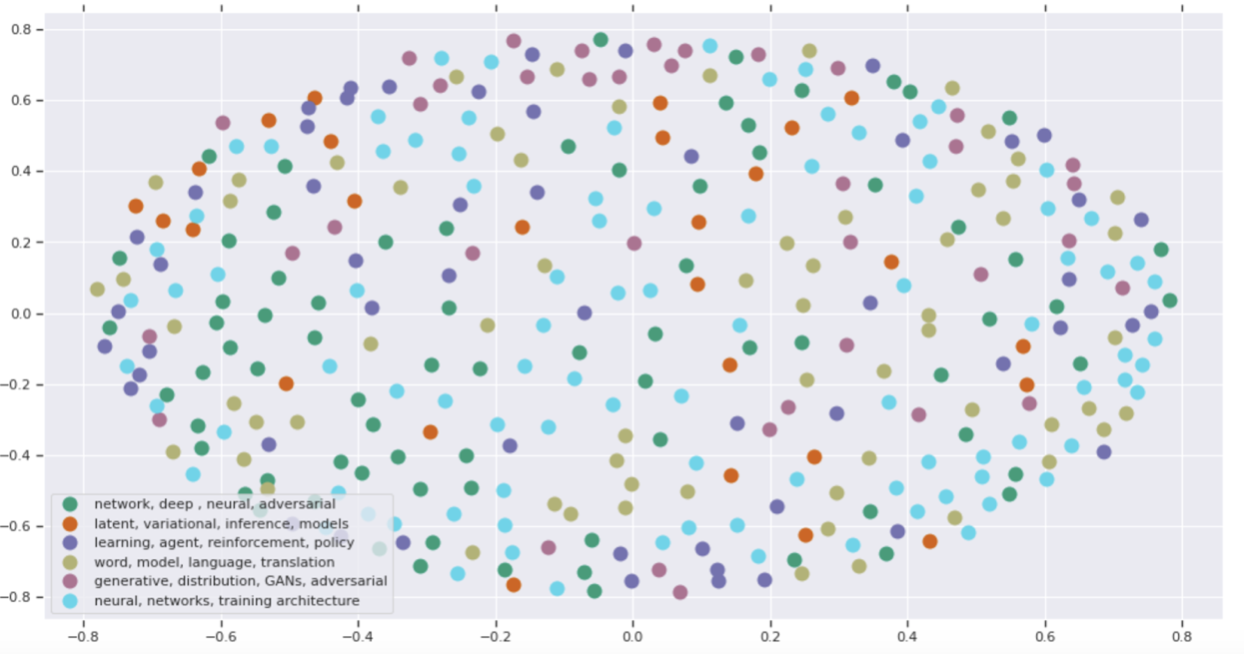 0.8
0.6
0.4
0.2
0.0
−0.2
−0.4
−0.6
−0.8
network, deep , neural, adversarial
latent, variational, inference, models
learning, agent, reinforcement, policy
word, model, language, translation
generative, distribution, GANs, adversarial
neural, networks, training architecture
−0.8 −0.6 −0.4 −0.2 0.0 0.2 0.4 0.6 0.8